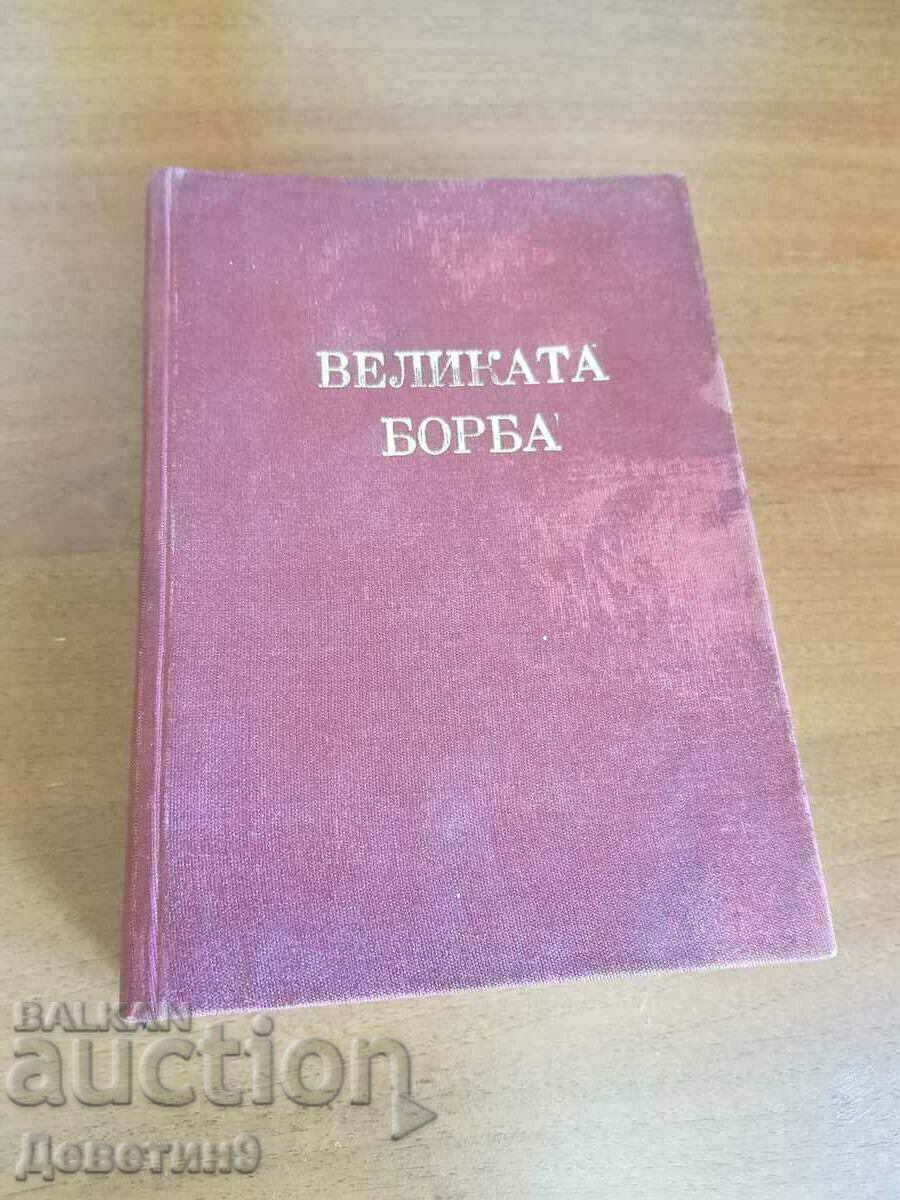 ВЕЛИКАТА
БОРБА
BALKAN
auction
Деветин9